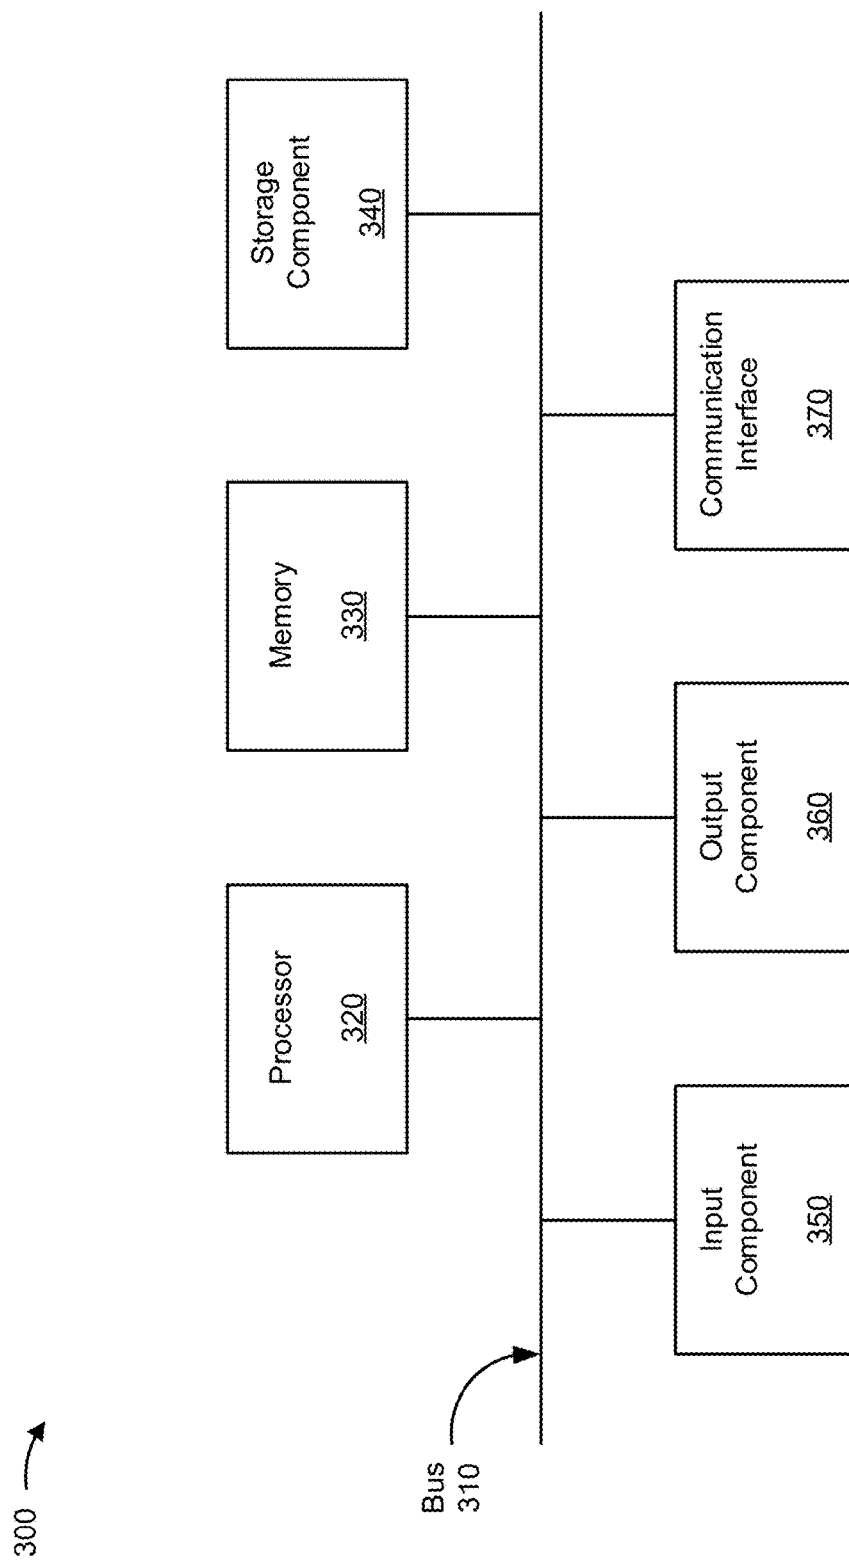 300
Bus
310
Processor
320
Memory
330
Storage
Component
340
Input
Component
350
Output
Component
360
Communication
Interface
370